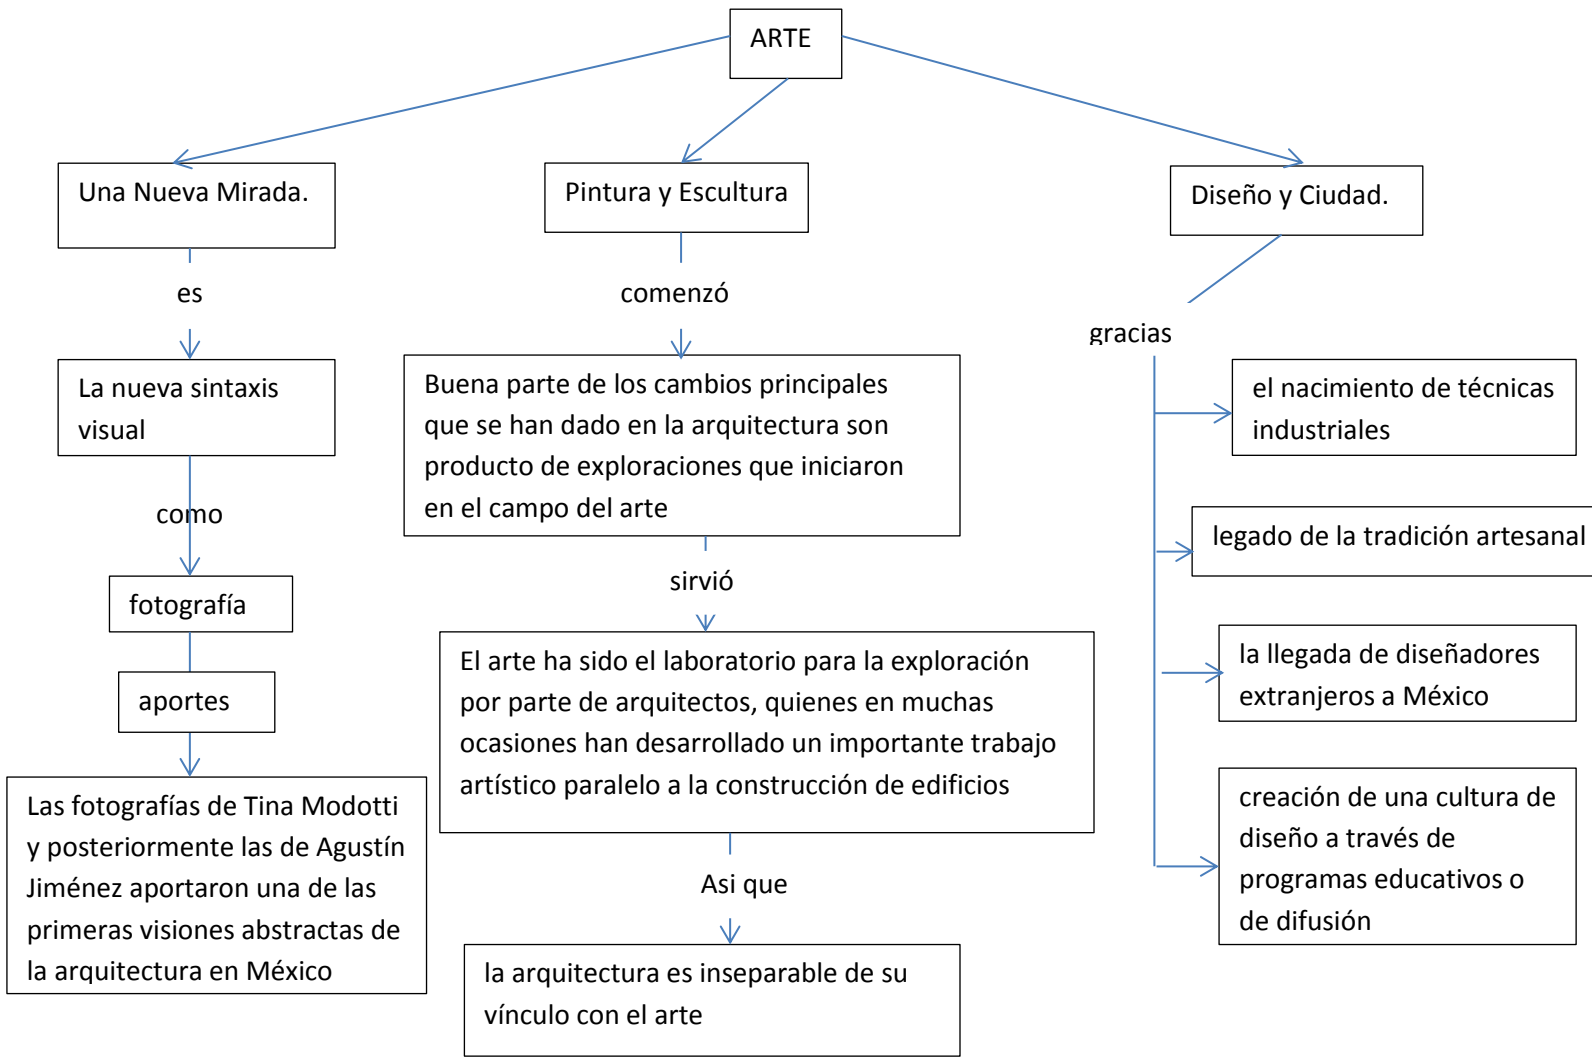 ARTE
Una Nueva Mirada.
Pintura y Escultura
Diseño y Ciudad.
es
comenzó
gracias
La nueva sintaxis
visual
como
fotografía
aportes
Las fotografías de Tina Modotti
y posteriormente las de Agustín
Jiménez aportaron una de las
primeras visiones abstractas de
la arquitectura en México
Buena parte de los cambios principales
que se han dado en la arquitectura son
producto de exploraciones que iniciaron
en el campo del arte
sirvió
El arte ha sido el laboratorio para la exploración
por parte de arquitectos, quienes en muchas
ocasiones han desarrollado un importante trabajo
artístico paralelo a la construcción de edificios
Asi que
la arquitectura es inseparable de su
vínculo con el arte
el nacimiento de técnicas
industriales
legado de la tradición artesanal
la llegada de diseñadores
extranjeros a México
creación de una cultura de
diseño a través de
programas educativos o
de difusión